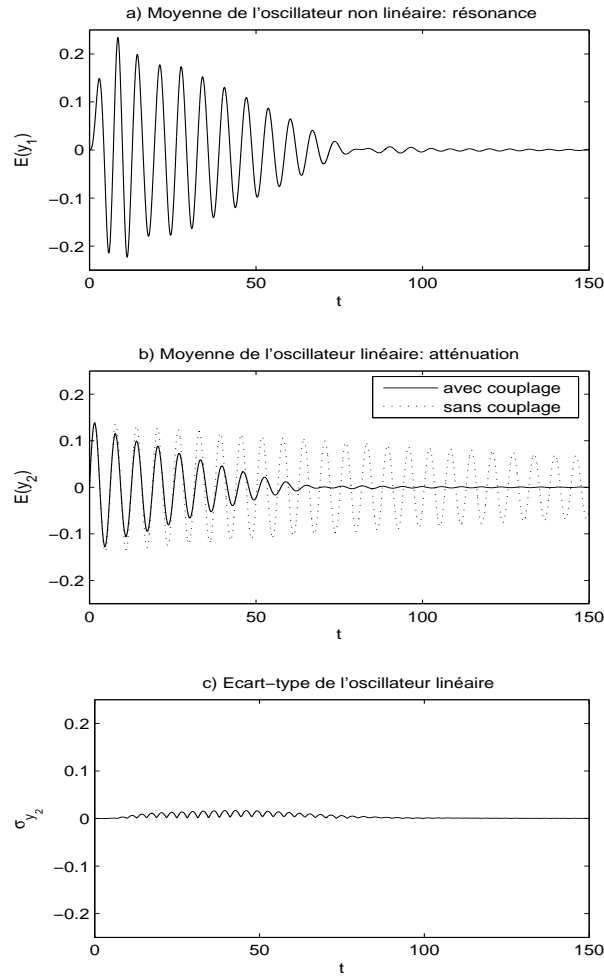 a) Moyenne de l'oscillateur non linéaire: résonance
0.2
0.1
0
−0.1
−0.2
E(y1)
0 50 100 150
t
b) Moyenne de l'oscillateur linéaire: atténuation
avec couplage
sans couplage
0.2
0.1
0
−0.1
−0.2
E(y2)
0 50 100 150
t
c) Ecart−type de l'oscillateur linéaire
0.2
0.1
0
−0.1
−0.2
σy2
0 50 100 150
t